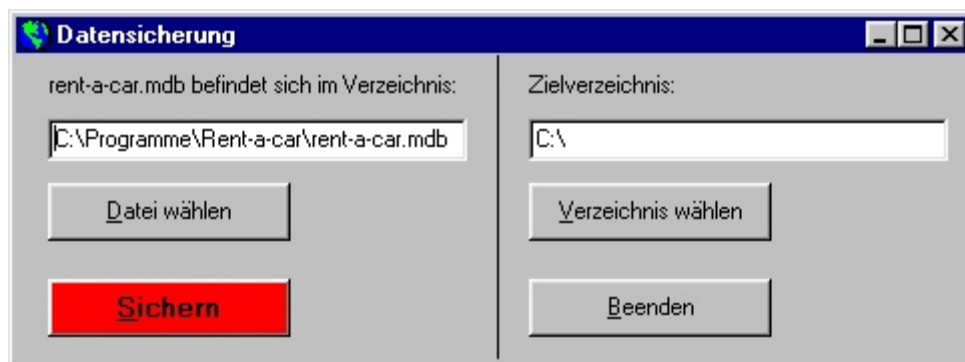 Datensicherung
rent-a-car.mdb befindet sich im Verzeichnis:
C:\Programme\Rent-a-car\rent-a-car.mdb
Datei wählen
Sichern
Zielverzeichnis:
C:\
Verzeichnis wählen
Beenden